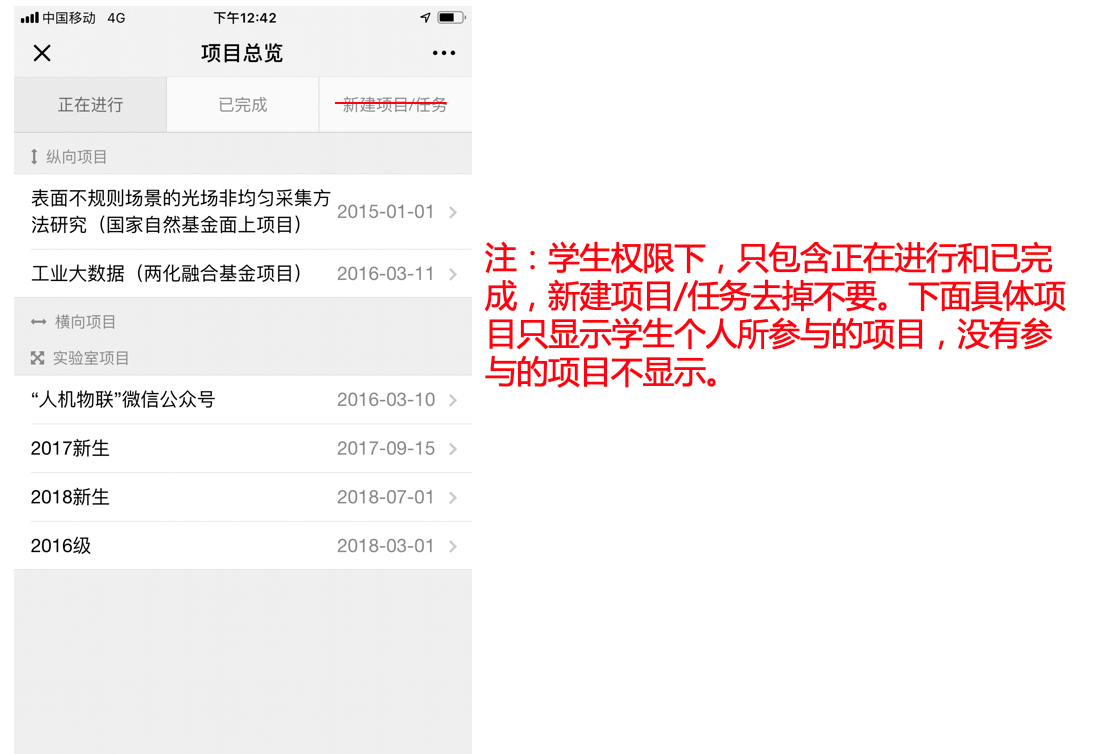 中国移动 4G 下午12:42
项目总览
正在进行 已完成 新建项目/任务
纵向项目
表面不规则场景的光场非均匀采集方
法研究（国家自然基金面上项目） 2015-01-01
工业大数据（两化融合基金项目） 2016-03-11
横向项目
实验室项目
“人机物联”微信公众号 2016-03-10
2017新生 2017-09-15
2018新生 2018-07-01
2016级 2018-03-01
注：学生权限下，只包含正在进行和已完
成，新建项目/任务去掉不要。下面具体项
目只显示学生个人所参与的项目，没有参
与的项目不显示。